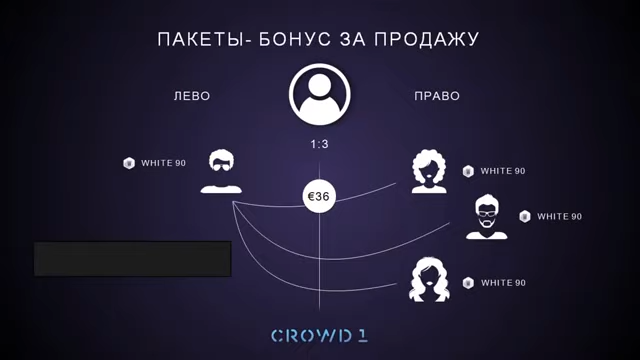 ПАКЕТЫ- БОНУС ЗА ПРОДАЖУ
ЛЕВО
ПРАВО
1:3
WHITE 90
WHITE 90
€36
WHITE 90
WHITE 90
CROWD 1